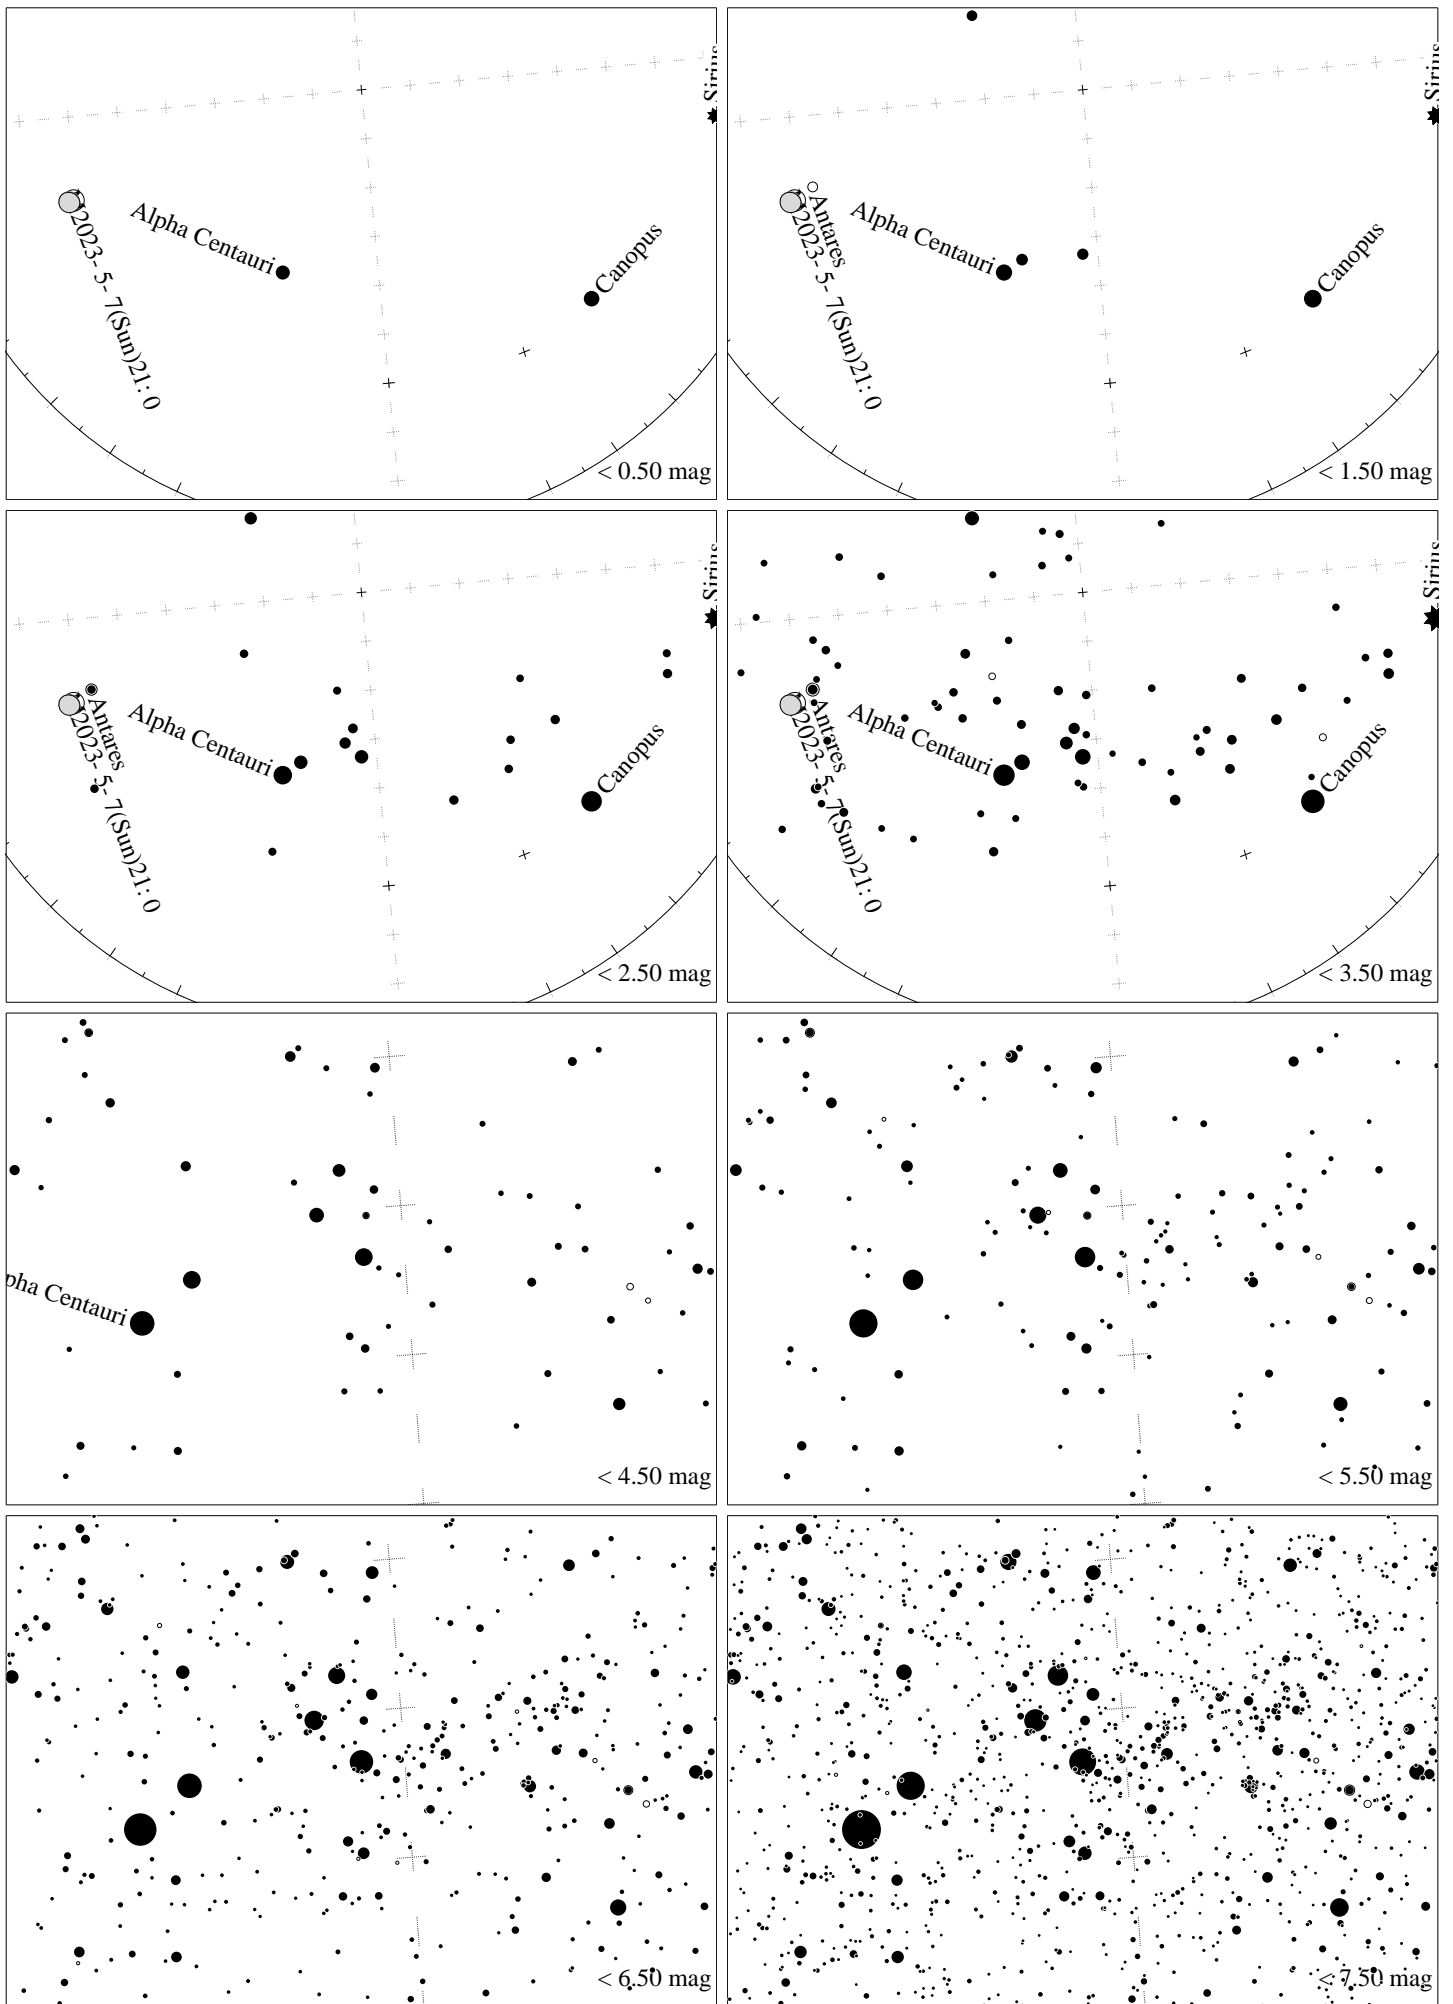 Sirius
Alpha Centauri
Canopus
2023- 5- 7(Sun)21: 0
< 0.50 mag
Sirius
Antares
Alpha Centauri
Canopus
2023- 5- 7(Sun)21: 0
< 1.50 mag
Sirius
Antares
Alpha Centauri
Canopus
2023- 5- 7(Sun)21: 0
< 2.50 mag
Sirius
Antares
Alpha Centauri
Canopus
2023- 5- 7(Sun)21: 0
< 3.50 mag
pha Centauri
< 4.50 mag
< 5.50 mag
< 6.50 mag
< 7.50 mag